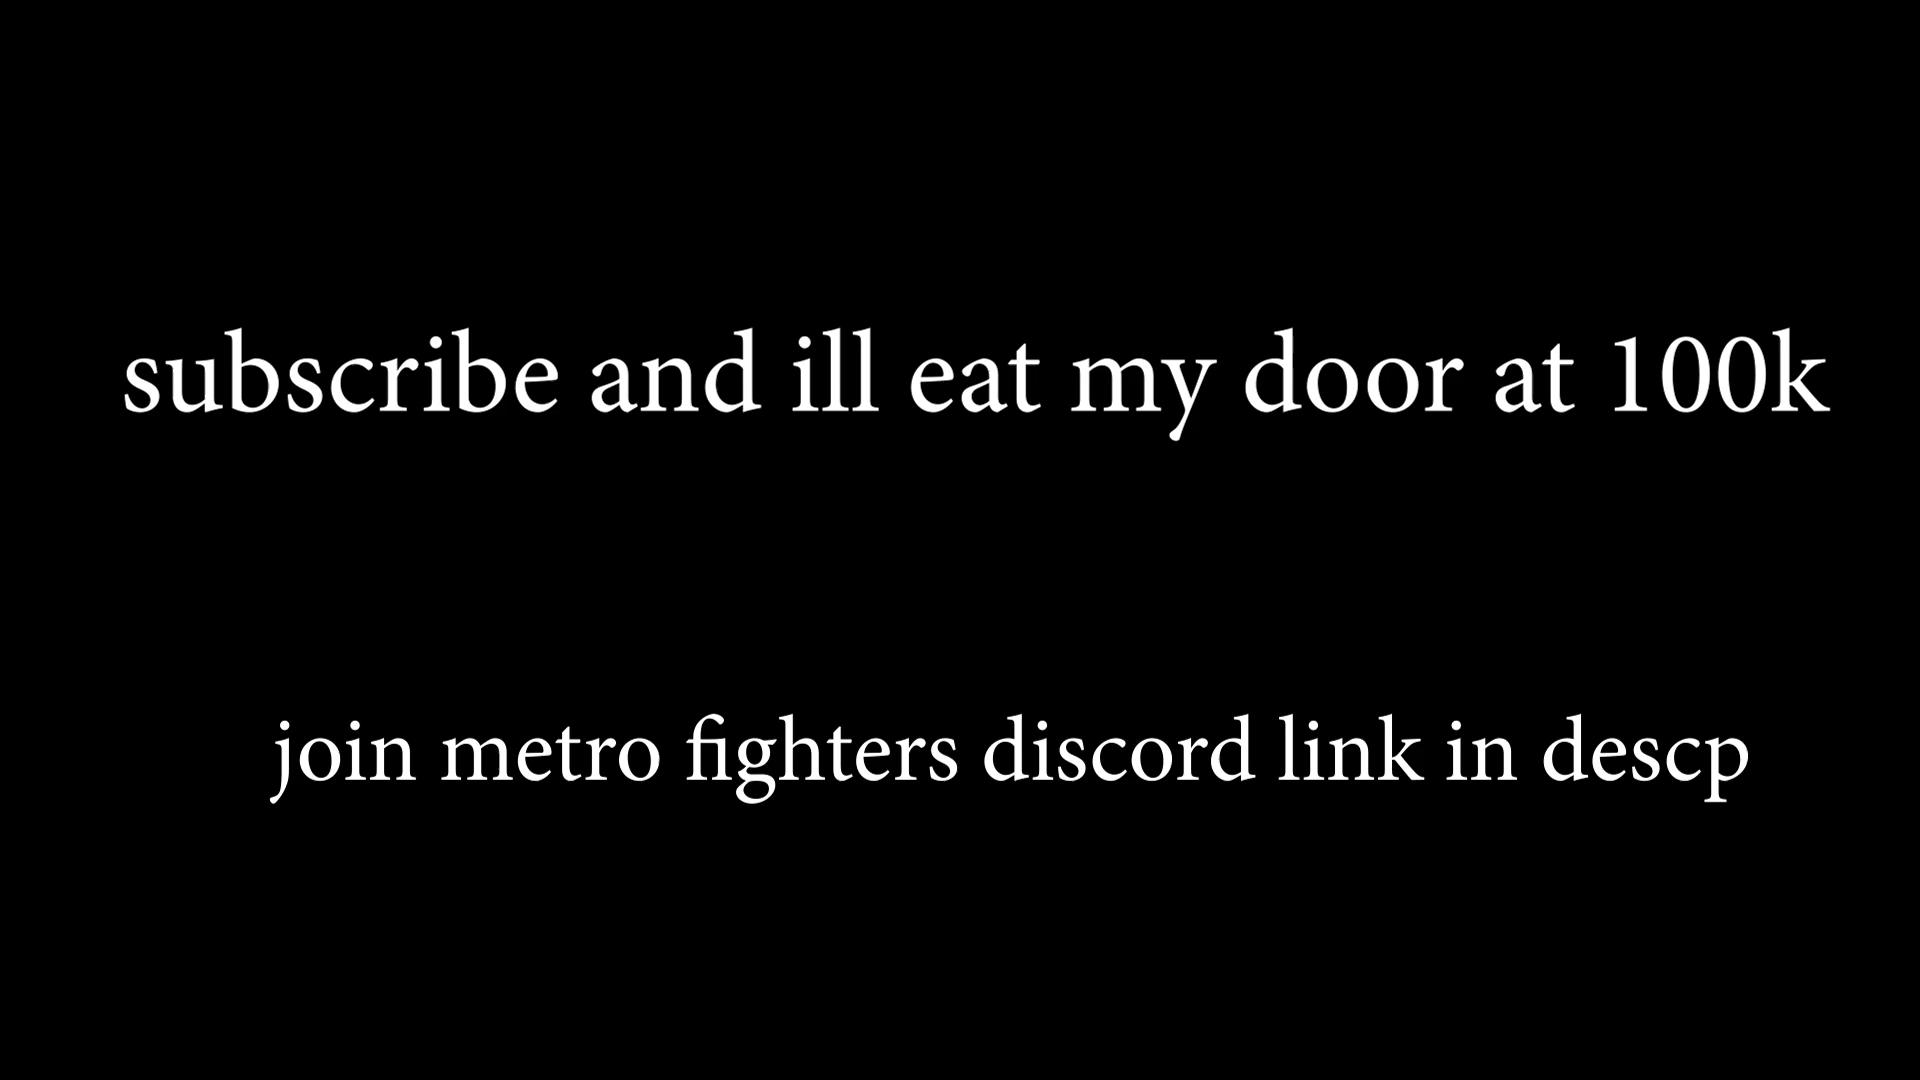 subscribe and ill eat my door at 100k
join metro fighters discord link in descp